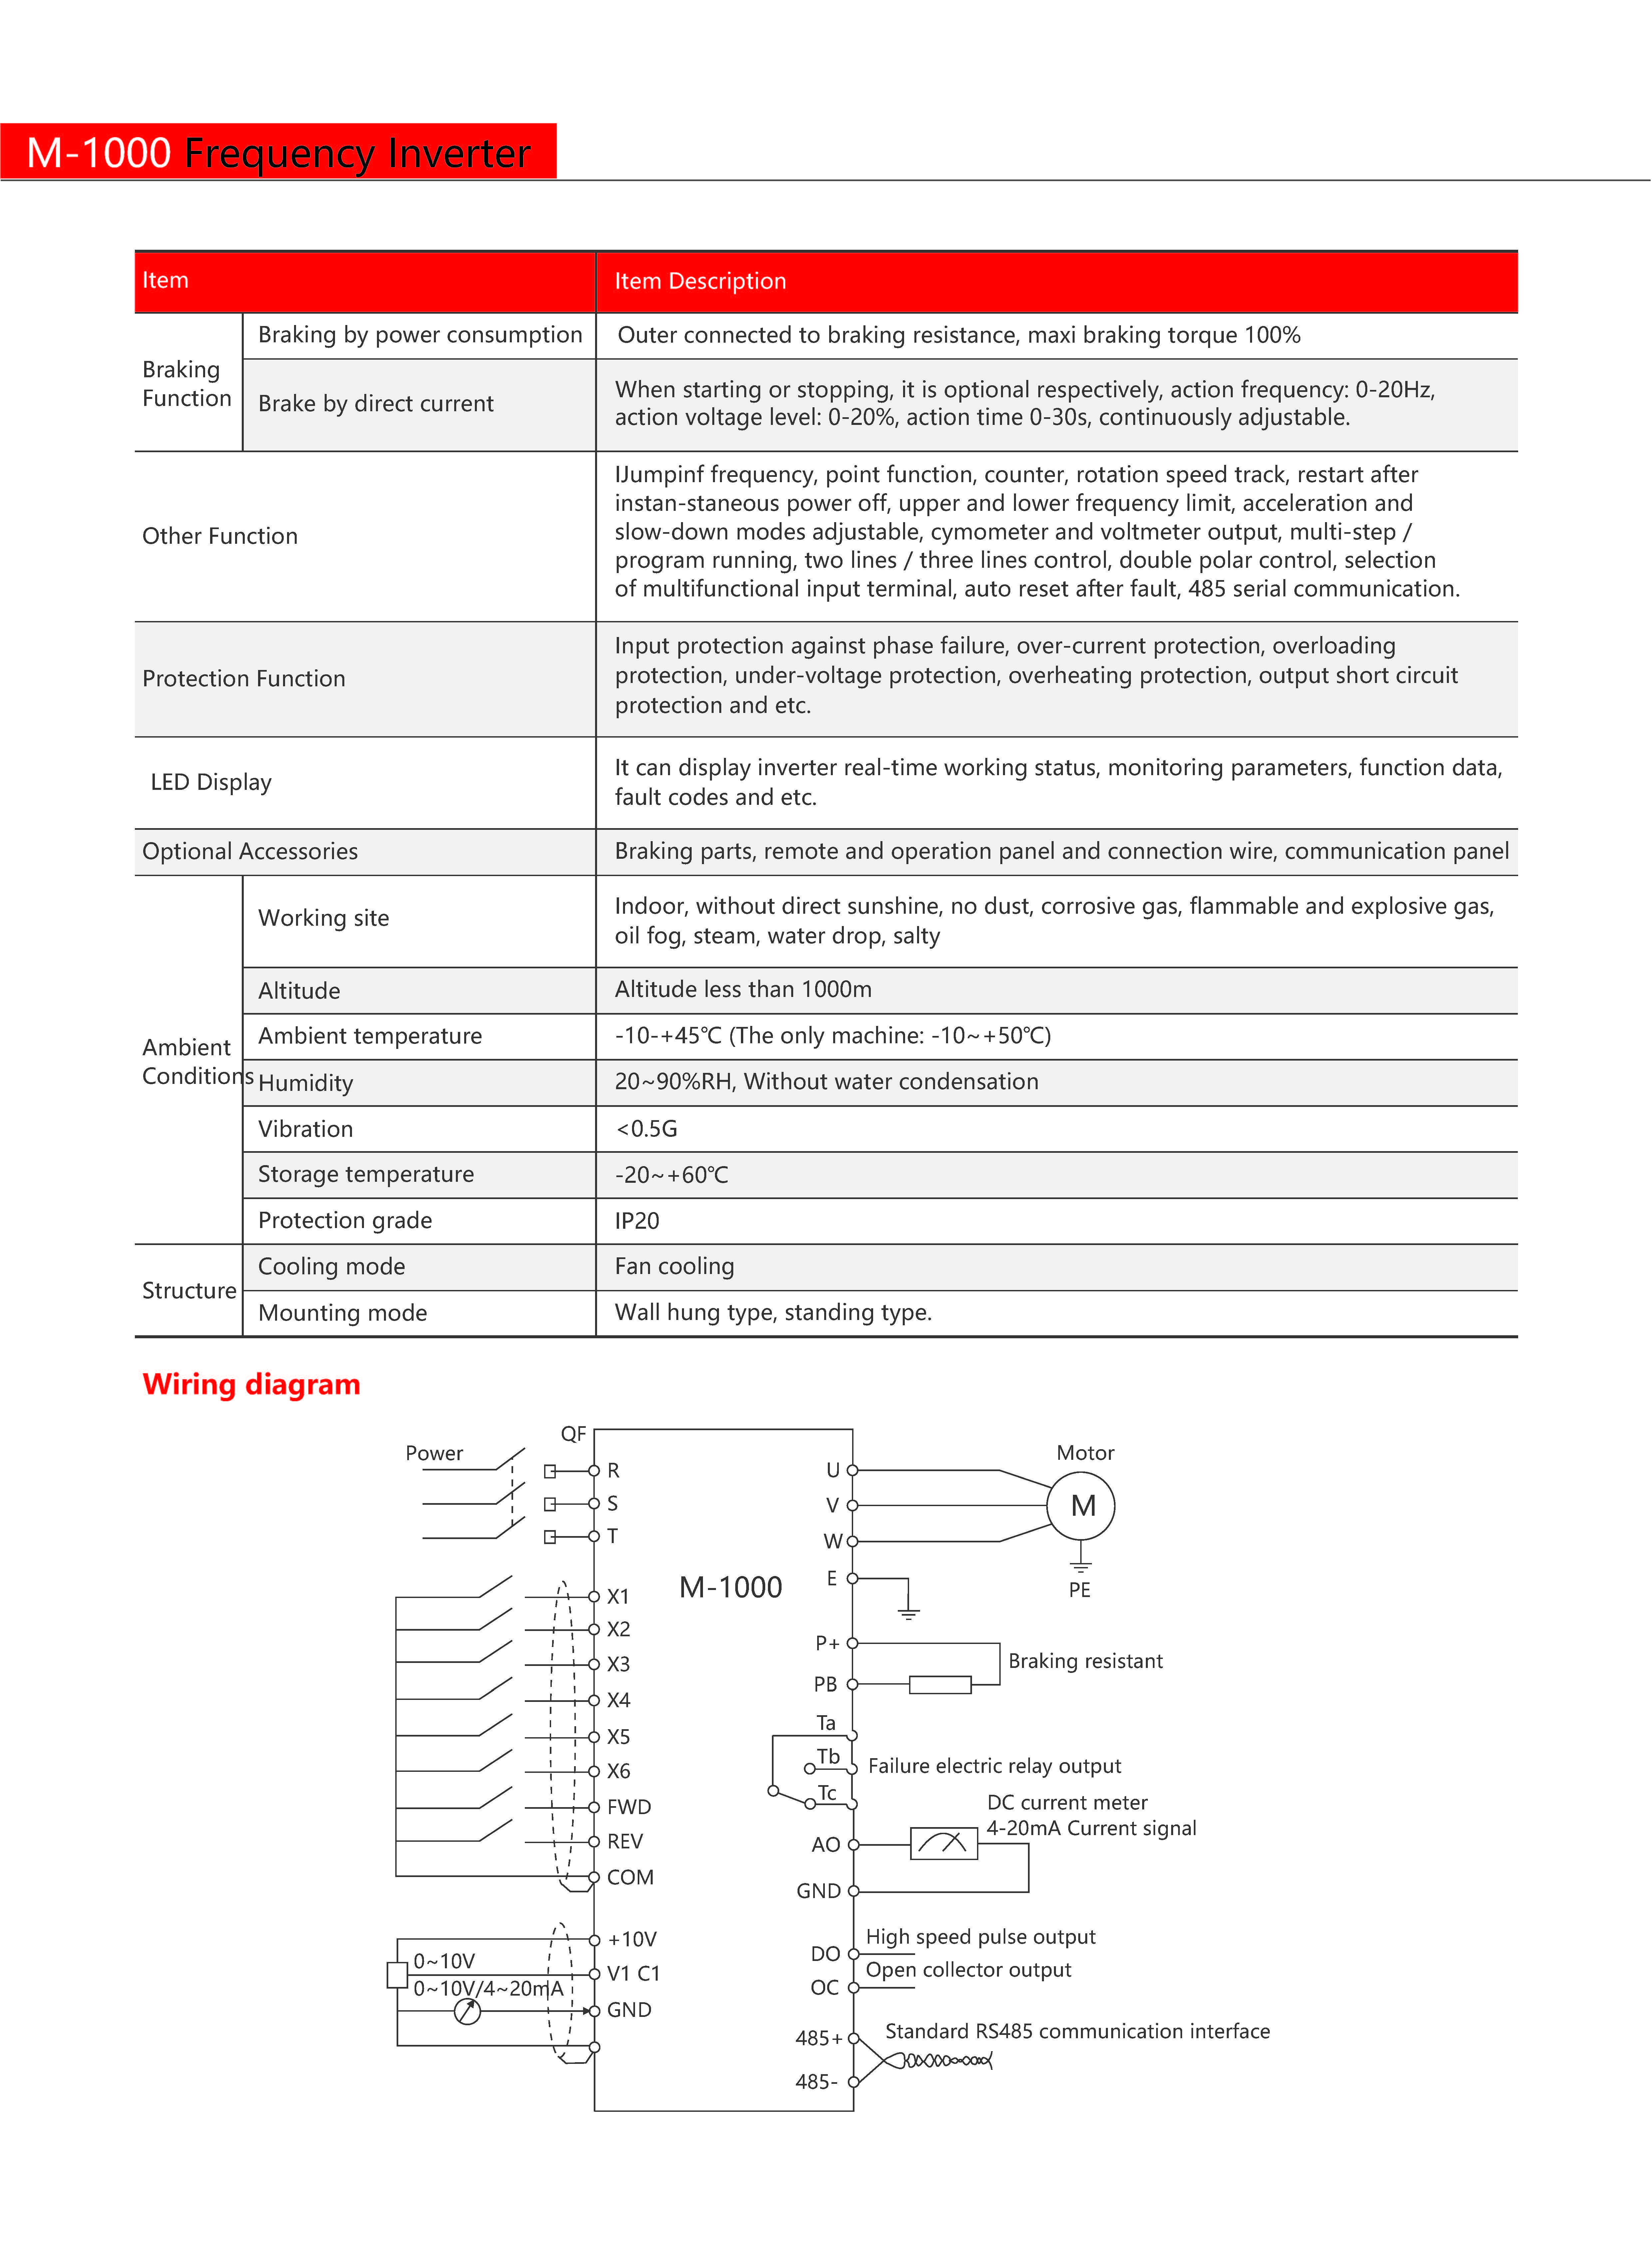 M-1000 Frequency Inverter
Item
Item Description
Braking
Function
Braking by power consumption
Outer connected to braking resistance, maxi braking torque 100%
Brake by direct current
When starting or stopping, it is optional respectively, action frequency: 0-20Hz,
action voltage level: 0-20%, action time 0-30s, continuously adjustable.
Other Function
IJumpinf frequency, point function, counter, rotation speed track, restart after
instan-staneous power off, upper and lower frequency limit, acceleration and
slow-down modes adjustable, cymometer and voltmeter output, multi-step /
program running, two lines / three lines control, double polar control, selection
of multifunctional input terminal, auto reset after fault, 485 serial communication.
Protection Function
Input protection against phase failure, over-current protection, overloading
protection, under-voltage protection, overheating protection, output short circuit
protection and etc.
LED Display
It can display inverter real-time working status, monitoring parameters, function data,
fault codes and etc.
Optional Accessories
Braking parts, remote and operation panel and connection wire, communication panel
Ambient
Conditions
Working site
Indoor, without direct sunshine, no dust, corrosive gas, flammable and explosive gas,
oil fog, steam, water drop, salty
Altitude
Altitude less than 1000m
Ambient temperature
-10-+45℃ (The only machine: -10~+50℃)
Humidity
20~90%RH, Without water condensation
Vibration
<0.5G
Storage temperature
-20~+60℃
Protection grade
IP20
Structure
Cooling mode
Fan cooling
Mounting mode
Wall hung type, standing type.
Wiring diagram
Power
QF
R
S
T
X1
X2
X3
X4
X5
X6
FWD
REV
COM
+10V
0~10V
V1 C1
0~10V/4~20mA
GND
M-1000
U
V
W
E
Motor
M
PE
P+
PB
Braking resistant
Ta
Tb
Tc
Failure electric relay output
DC current meter
4-20mA Current signal
AO
GND
High speed pulse output
DO
Open collector output
OC
485+
Standard RS485 communication interface
485-